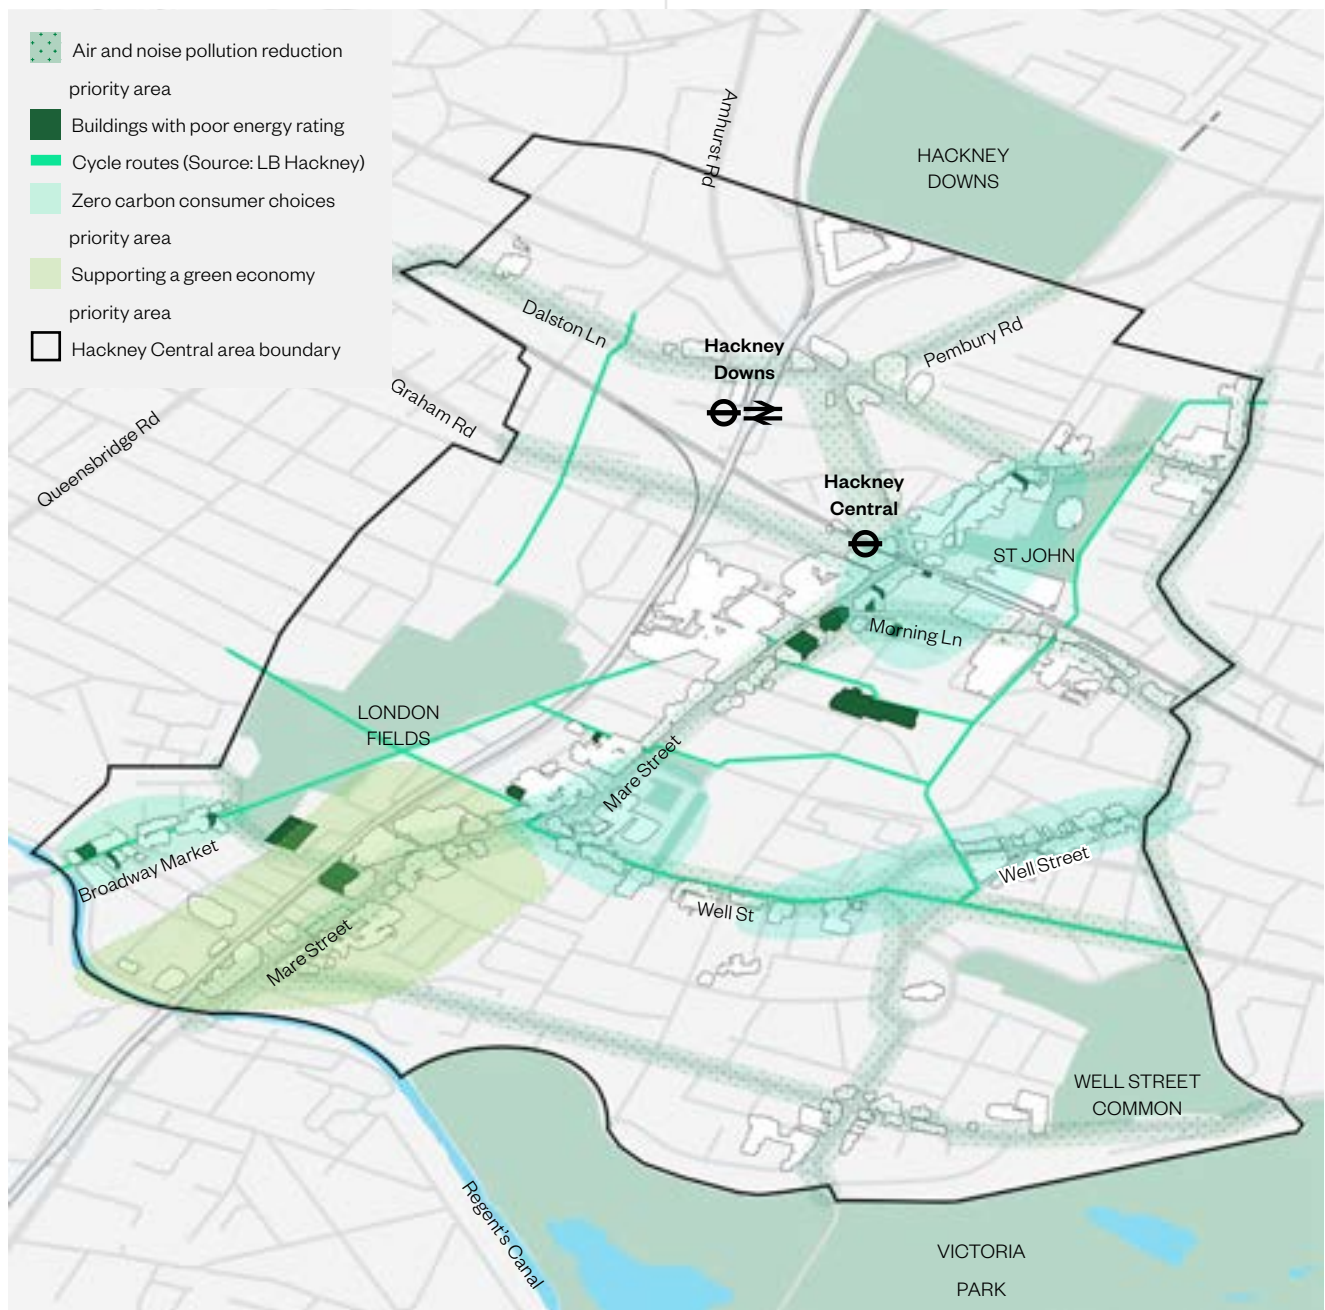 Air and noise pollution reduction
priority area
Buildings with poor energy rating
Cycle routes (Source: LB Hackney)
Zero carbon consumer choices
priority area
Supporting a green economy
priority area
Hackney Central area boundary
Amhurst Rd
HACKNEY
DOWNS
Dalston Ln
Pembury Rd
Hackney
Downs
Graham Rd
Queensbridge Rd
Hackney
Central
ST JOHN
Morning Ln
LONDON
FIELDS
Mare Street
Broadway Market
Well Street
Well St
Mare Street
WELL STREET
COMMON
Regent's Canal
VICTORIA
PARK